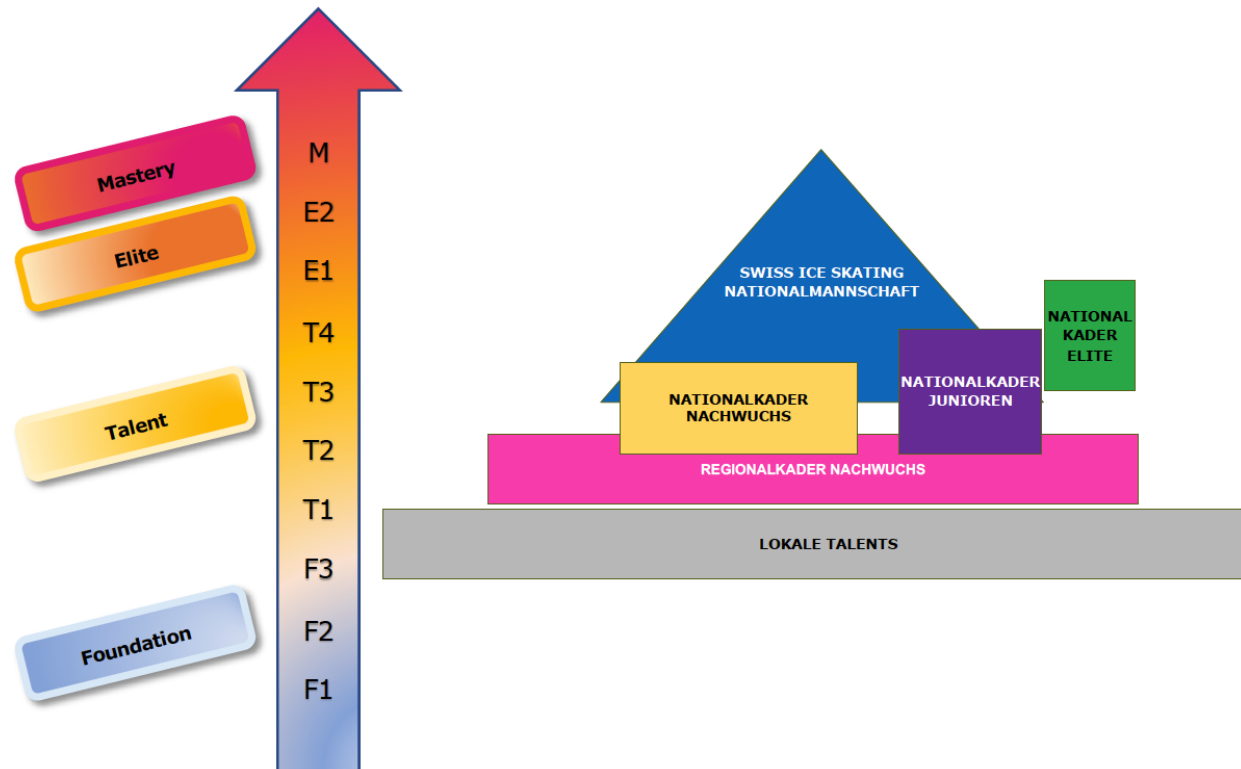 Mastery
Elite
Talent
Foundation
M
E2
E1
T4
T3
T2
T1
F3
F2
F1
SWISS ICE SKATING
NATIONALMANNSCHAFT
NATIONAL
KADER
ELITE
NATIONALKADER
JUNIOREN
NATIONALKADER
NACHWUCHS
REGIONALKADER NACHWUCHS
LOKALE TALENTS